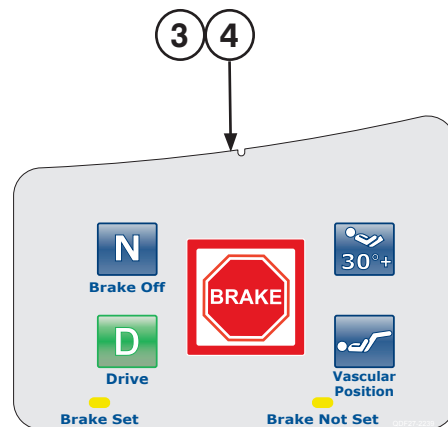 3 4
N
Brake Off
BRAKE
30°+
D
Drive
Vascular
Position
Brake Set
Brake Not Set